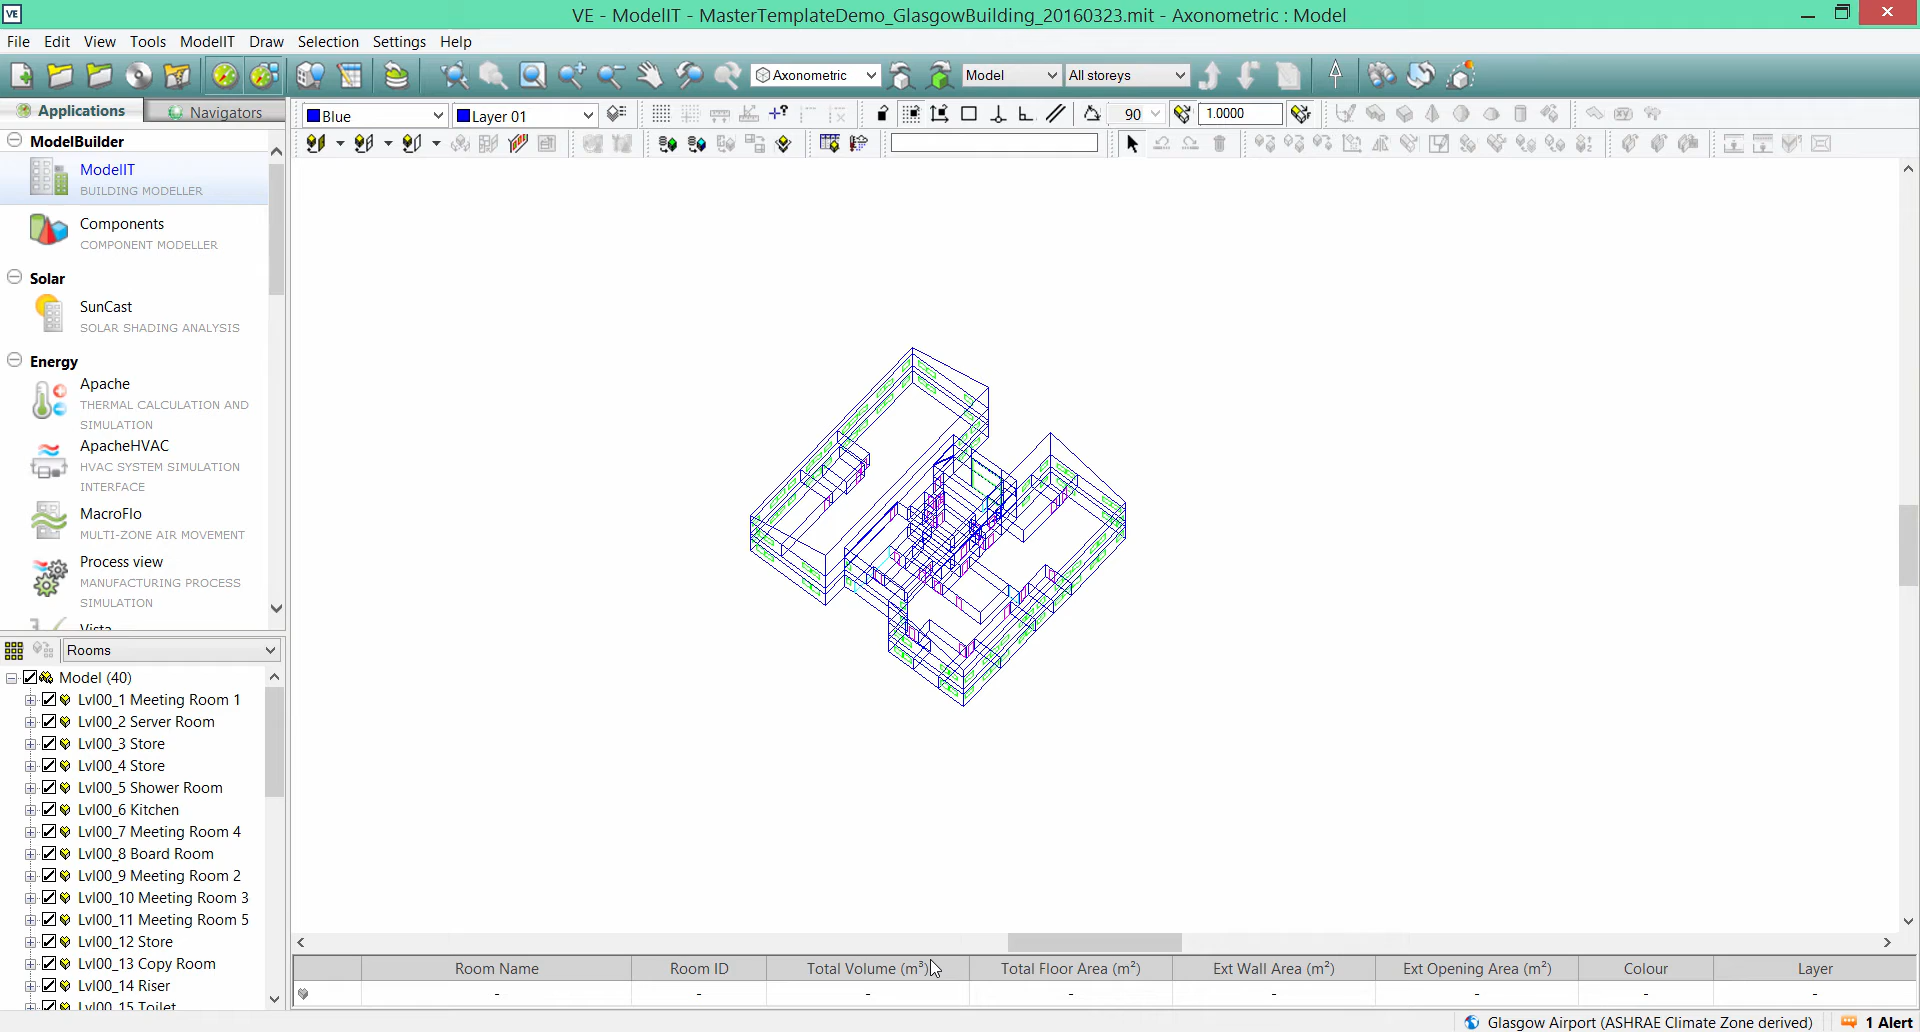 VE VE - ModelIT - MasterTemplateDemo_GlasgowBuilding_20160323.mit - Axonometric : Model
File Edit View Tools ModelIT Draw Selection Settings Help
Axonometric Model All storeys
Applications Navigators
Blue Layer 01 90 1.0000
ModelBuilder
ModelIT
BUILDING MODELLER
Components
COMPONENT MODELLER
Solar
SunCast
SOLAR SHADING ANALYSIS
Energy
Apache
THERMAL CALCULATION AND
SIMULATION
ApacheHVAC
HVAC SYSTEM SIMULATION
INTERFACE
MacroFlo
MULTI-ZONE AIR MOVEMENT
Process view
MANUFACTURING PROCESS
SIMULATION
Vista
Rooms
Model (40)
Lvl00_1 Meeting Room 1
Lvl00_2 Server Room
Lvl00_3 Store
Lvl00_4 Store
Lvl00_5 Shower Room
Lvl00_6 Kitchen
Lvl00_7 Meeting Room 4
Lvl00_8 Board Room
Lvl00_9 Meeting Room 2
Lvl00_10 Meeting Room 3
Lvl00_11 Meeting Room 5
Lvl00_12 Store
Lvl00_13 Copy Room
Lvl00_14 Riser
Lvl00_15 Toilet
Room Name Room ID Total Volume (m³) Total Floor Area (m²) Ext Wall Area (m²) Ext Opening Area (m²) Colour Layer
- - - - - - - -
Glasgow Airport (ASHRAE Climate Zone derived) 1 Alert